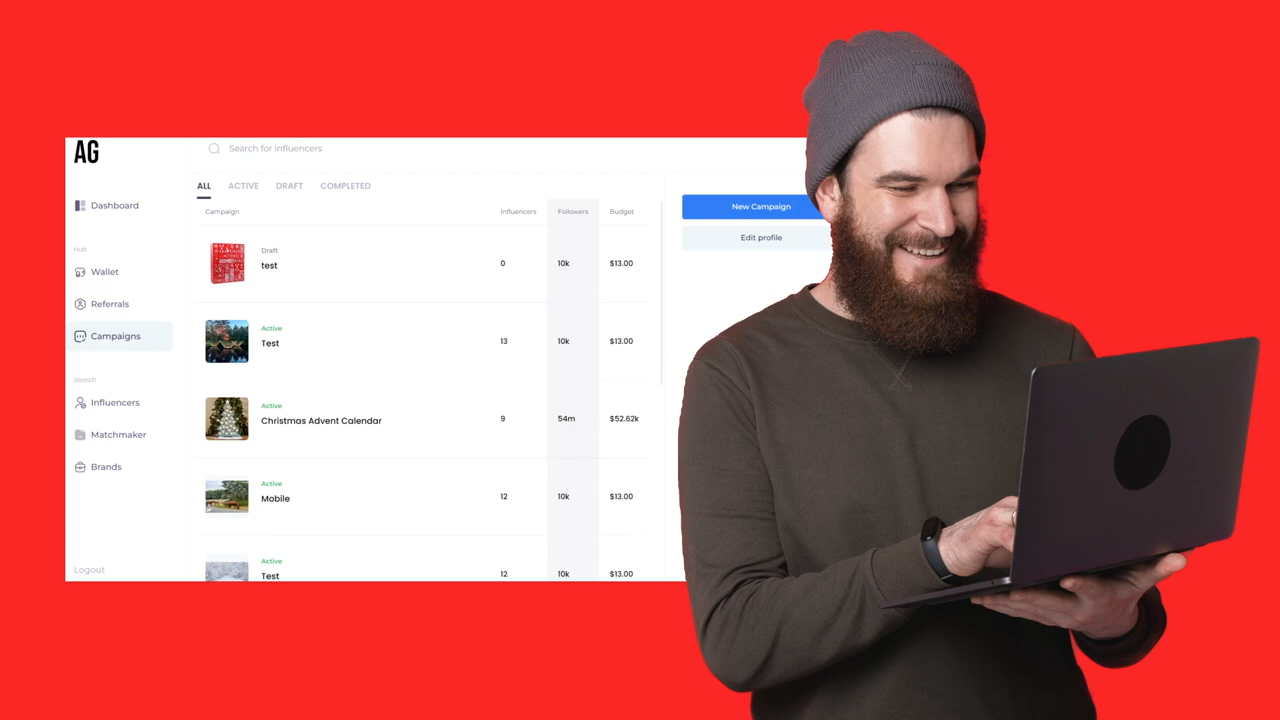 AG
Search for influencers
ALL ACTIVE DRAFT COMPLETED
Campaign Influencers Followers Budget
Dashboard
Hub
Wallet
Referrals
Campaigns
Search
Influencers
Matchmaker
Brands
Logout
Draft
test 0 10k $13.00
Active
Test 13 10k $13.00
Active
Christmas Advent Calendar 9 54m $52.62k
Active
Mobile 12 10k $13.00
Active
Test 12 10k $13.00
New Campaign
Edit profile